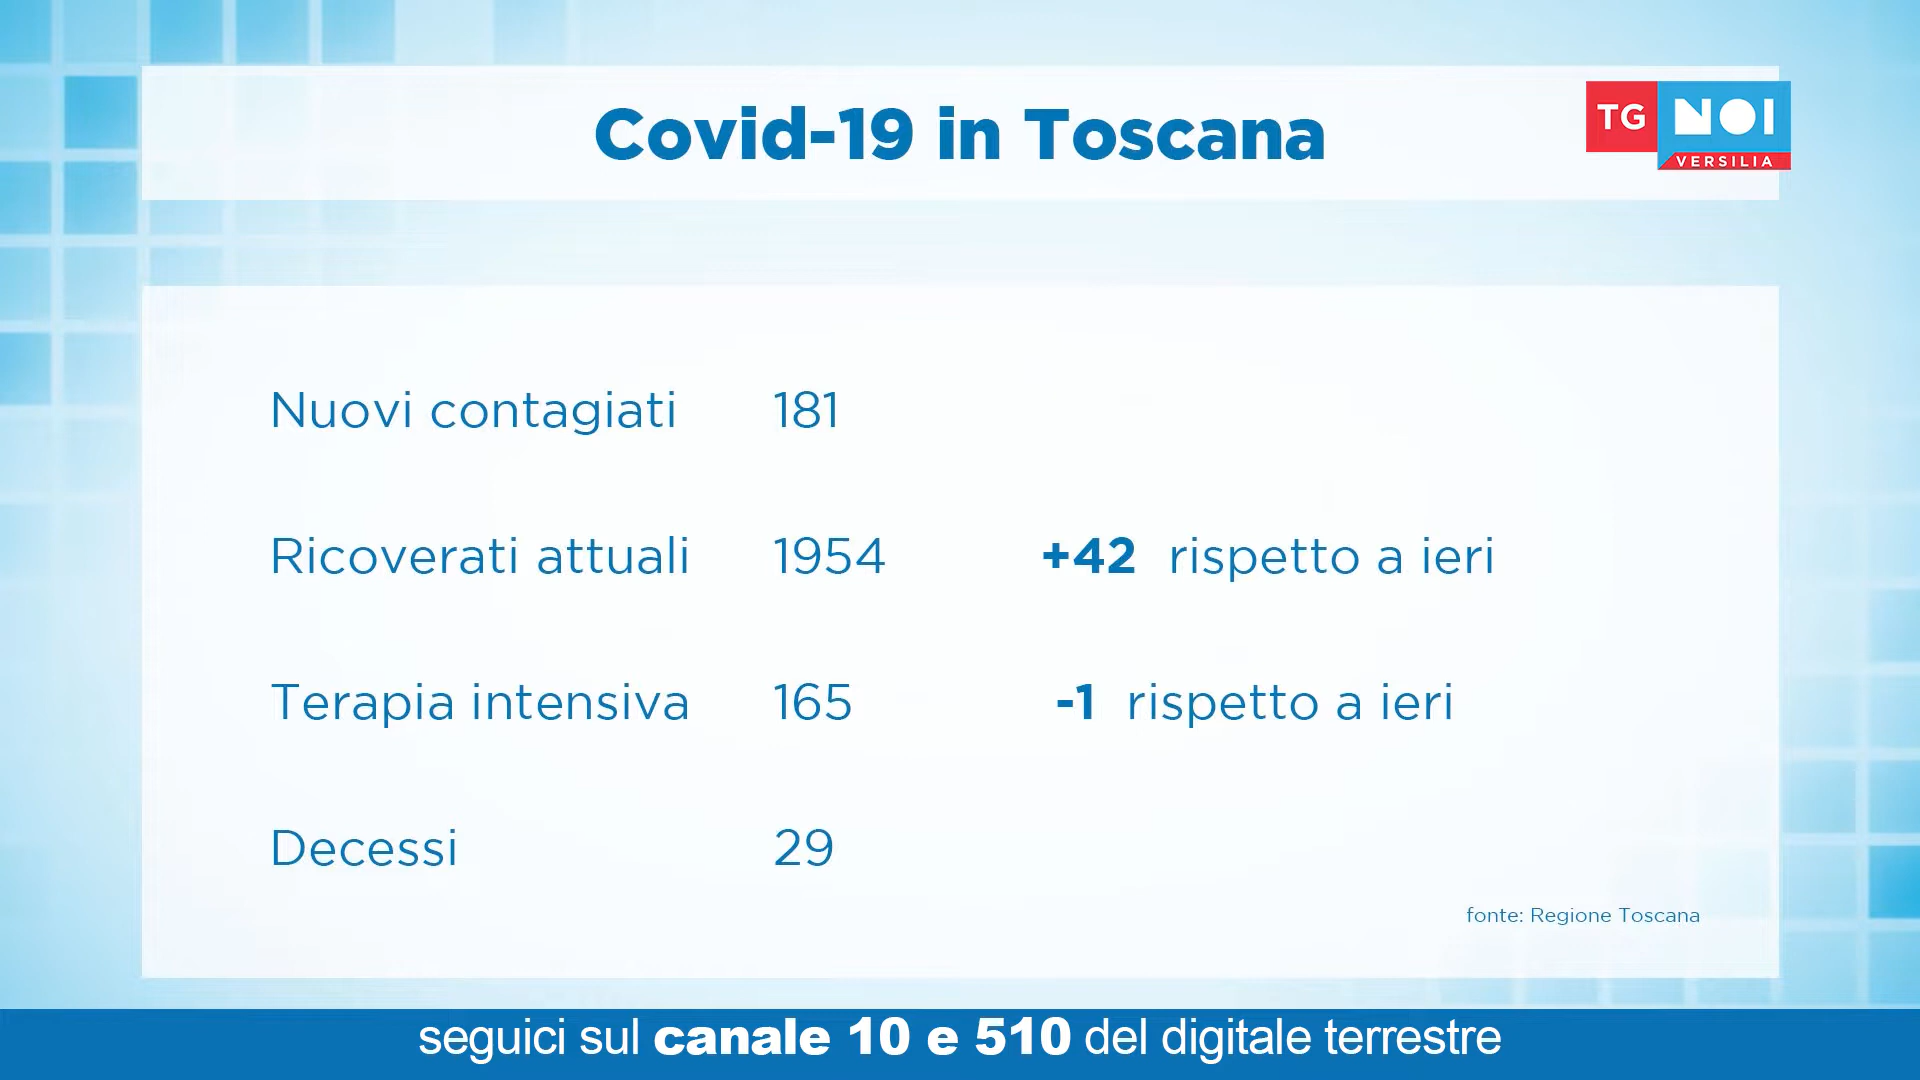 Covid-19 in Toscana
TG NOI
VERSILIA
Nuovi contagiati 181
Ricoverati attuali 1954 +42 rispetto a ieri
Terapia intensiva 165 -1 rispetto a ieri
Decessi 29
fonte: Regione Toscana
seguici sul canale 10 e 510 del digitale terrestre